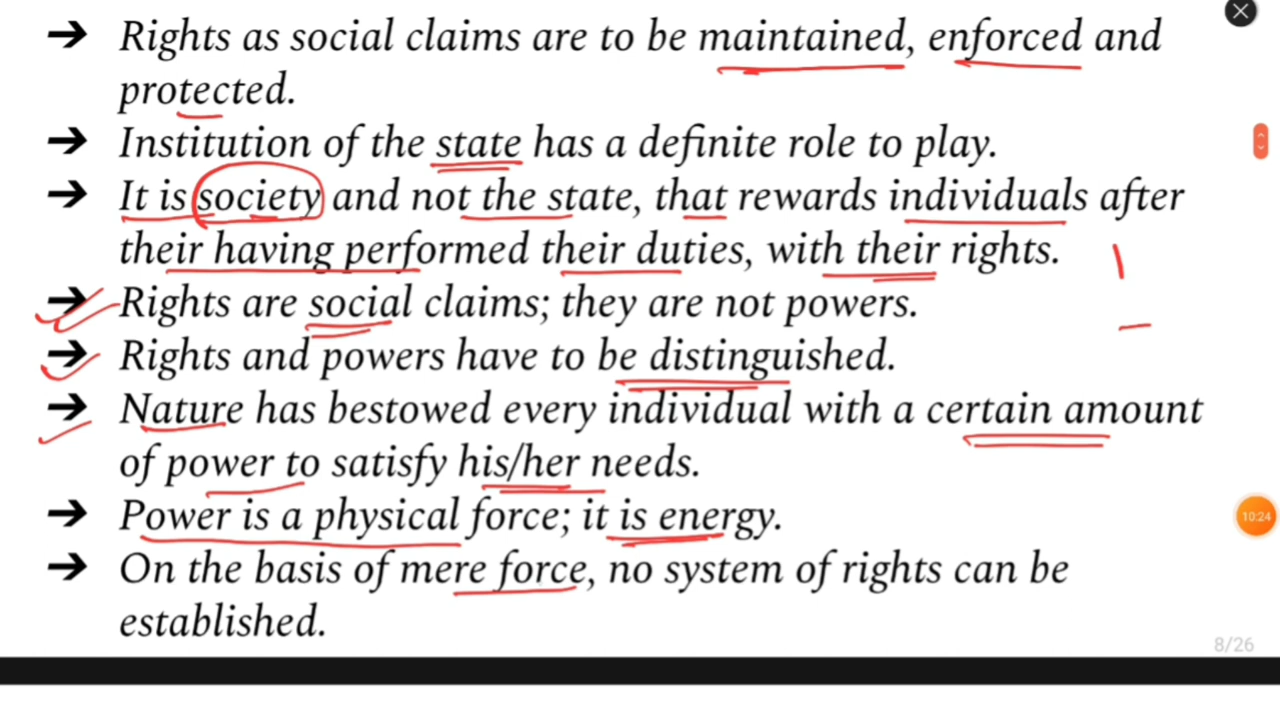 ➔ Rights as social claims are to be maintained, enforced and
protected.
➔ Institution of the state has a definite role to play.
➔ It is society and not the state, that rewards individuals after
their having performed their duties, with their rights.
➔ Rights are social claims; they are not powers.
➔ Rights and powers have to be distinguished.
➔ Nature has bestowed every individual with a certain amount
of power to satisfy his/her needs.
➔ Power is a physical force; it is energy.
10:24
➔ On the basis of mere force, no system of rights can be
established.
8/26